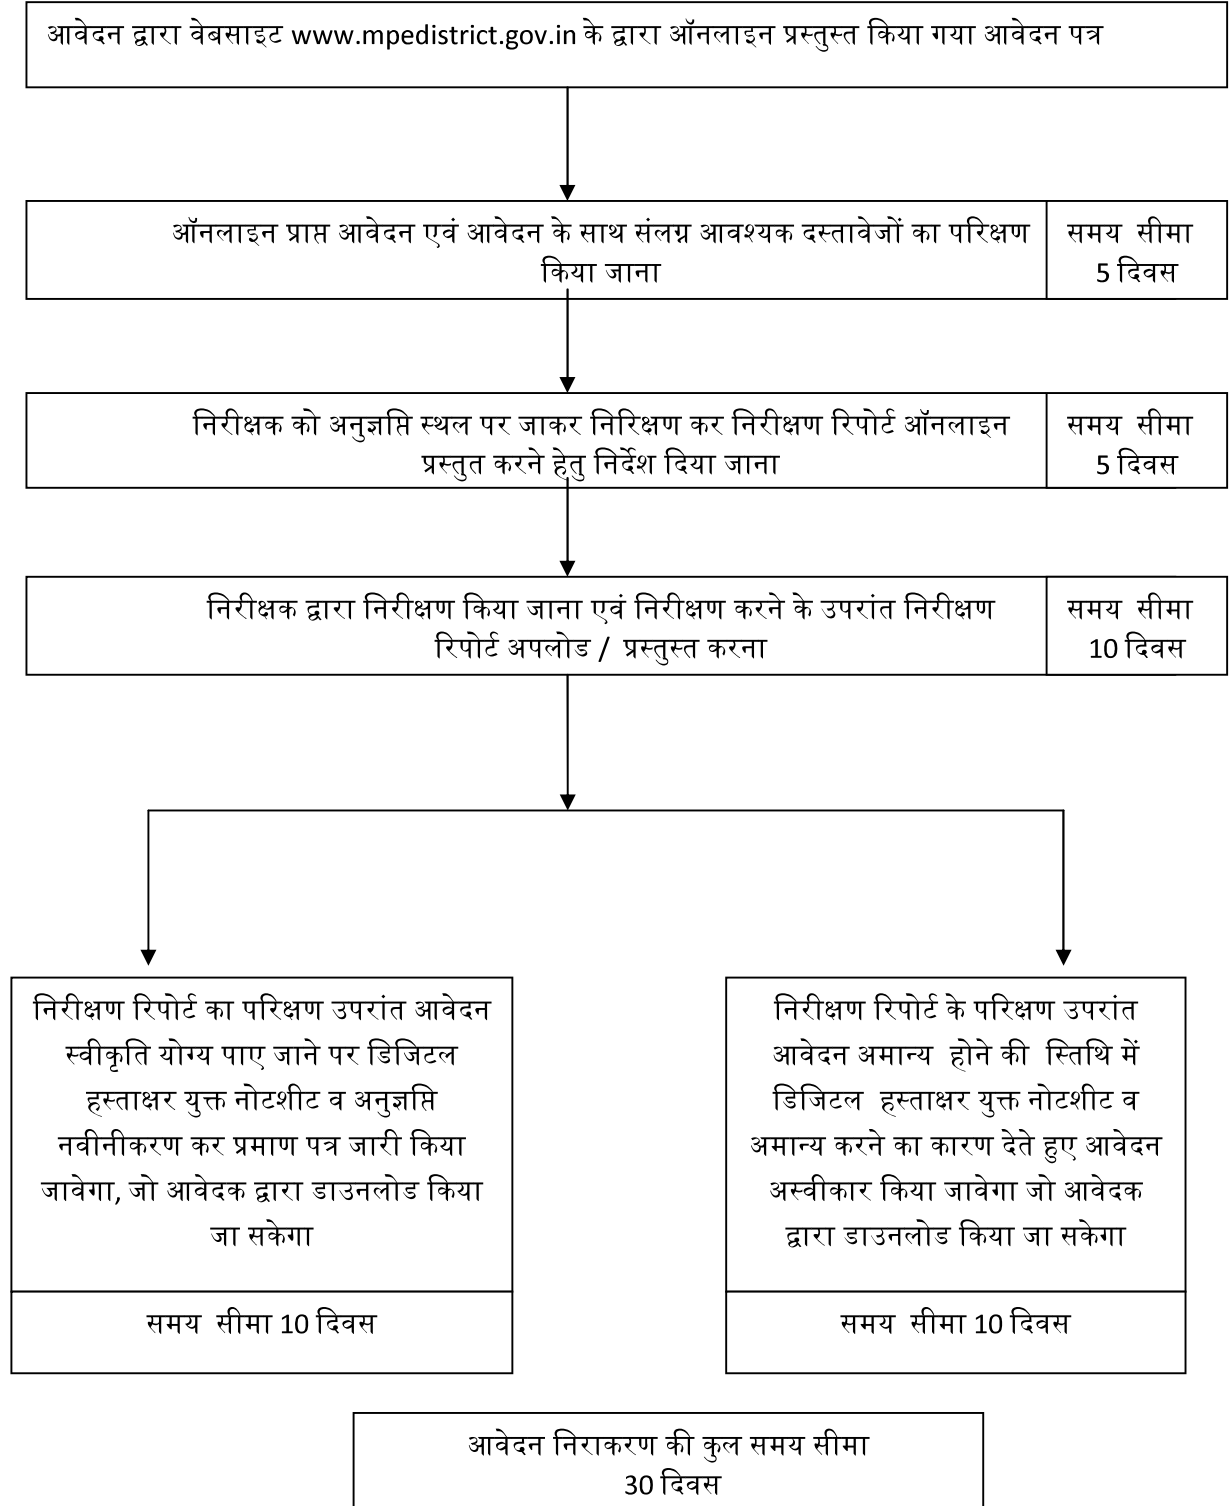 आवेदन द्वारा वेबसाइट www.mpedistrict.gov.in के द्वारा ऑनलाइन प्रस्तुस्त किया गया आवेदन पत्र
ऑनलाइन प्राप्त आवेदन एवं आवेदन के साथ संलग्न आवश्यक दस्तावेजों का परिक्षण
किया जाना
समय सीमा
5 दिवस
निरीक्षक को अनुज्ञप्ति स्थल पर जाकर निरिक्षण कर निरीक्षण रिपोर्ट ऑनलाइन
प्रस्तुत करने हेतु निर्देश दिया जाना
समय सीमा
5 दिवस
निरीक्षक द्वारा निरीक्षण किया जाना एवं निरीक्षण करने के उपरांत निरीक्षण
रिपोर्ट अपलोड / प्रस्तुस्त करना
समय सीमा
10 दिवस
निरीक्षण रिपोर्ट का परिक्षण उपरांत आवेदन
स्वीकृति योग्य पाए जाने पर डिजिटल
हस्ताक्षर युक्त नोटशीट व अनुज्ञप्ति
नवीनीकरण कर प्रमाण पत्र जारी किया
जावेगा, जो आवेदक द्वारा डाउनलोड किया
जा सकेगा
समय सीमा 10 दिवस
निरीक्षण रिपोर्ट के परिक्षण उपरांत
आवेदन अमान्य होने की स्तिथि में
डिजिटल हस्ताक्षर युक्त नोटशीट व
अमान्य करने का कारण देते हुए आवेदन
अस्वीकार किया जावेगा जो आवेदक
द्वारा डाउनलोड किया जा सकेगा
समय सीमा 10 दिवस
आवेदन निराकरण की कुल समय सीमा
30 दिवस